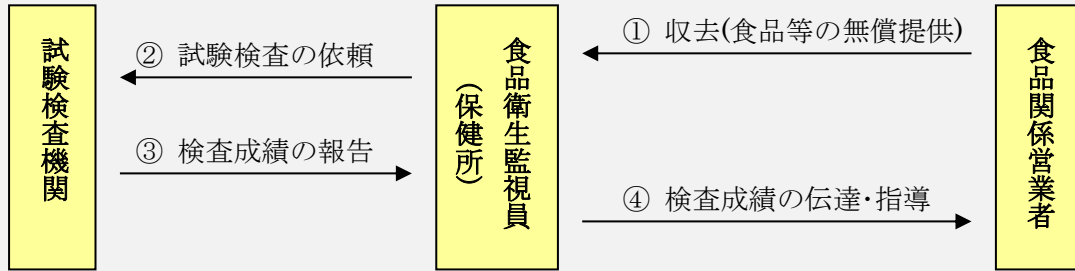 試験検査機関
② 試験検査の依頼
③ 検査成績の報告
食品衛生監視員
(保健所)
① 収去(食品等の無償提供)
④ 検査成績の伝達・指導
食品関係営業者